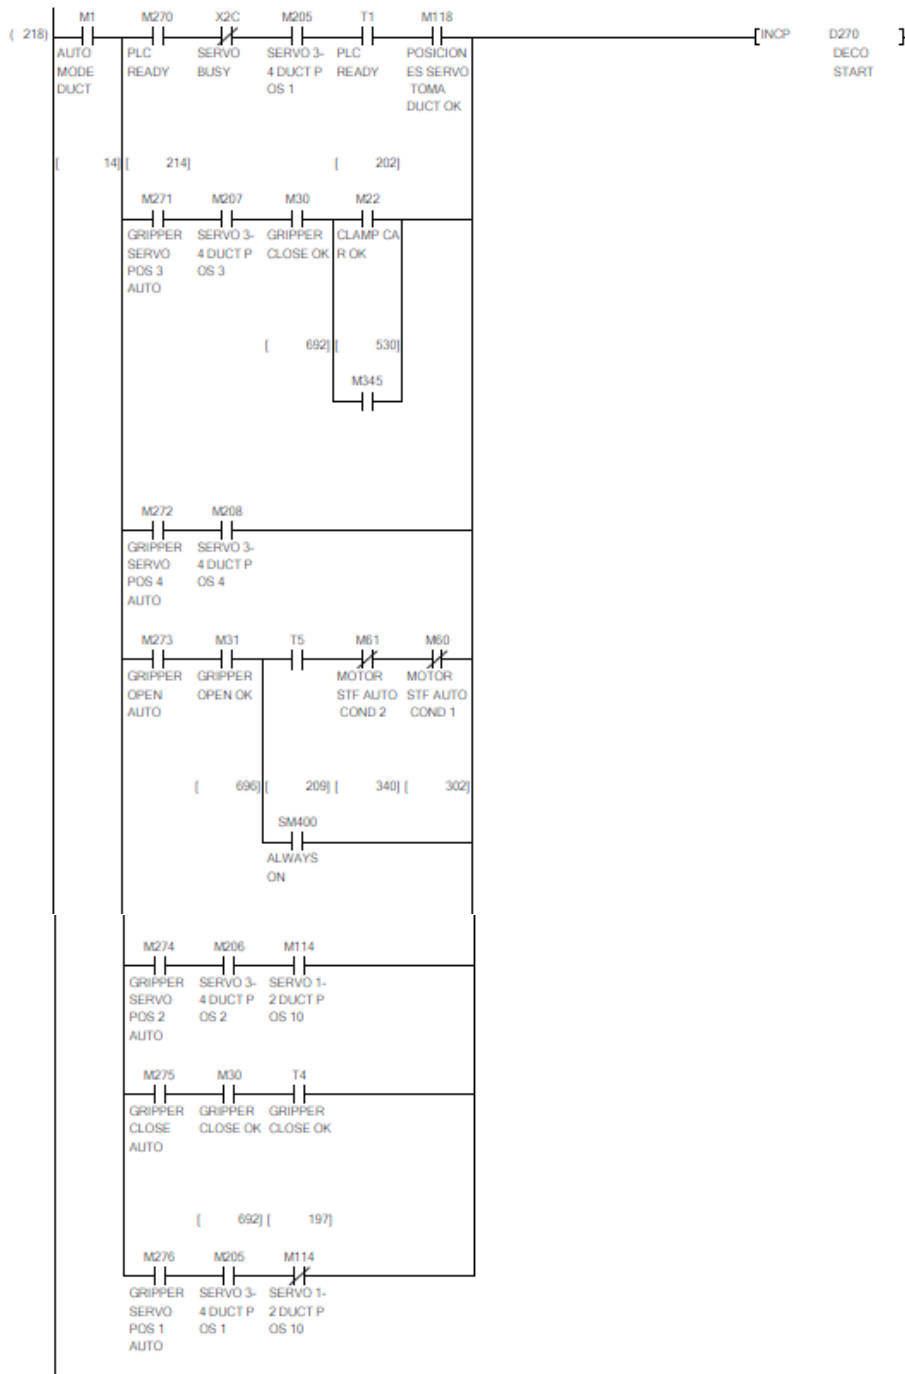 M1 M270 X2C M205 T1 M118
( 218) [INCP D270 ]
AUTO PLC SERVO SERVO 3- PLC POSICION DECO
MODE READY BUSY 4 DUCT P READY ES SERVO START
DUCT OS 1 TOMA
DUCT OK
[ 14] [ 214] [ 202]
M271 M207 M30 M22
GRIPPER SERVO 3- GRIPPER CLAMP CA
SERVO 4 DUCT P CLOSE OK R OK
POS 3 OS 3
AUTO
[ 692] [ 530]
M345
M272 M208
GRIPPER SERVO 3-
SERVO 4 DUCT P
POS 4 OS 4
AUTO
M273 M31 T5 M61 M60
GRIPPER GRIPPER MOTOR MOTOR
OPEN OPEN OK STF AUTO STF AUTO
AUTO COND 2 COND 1
[ 696] [ 209] [ 340] [ 302]
SM400
ALWAYS
ON
M274 M206 M114
GRIPPER SERVO 3- SERVO 1-
SERVO 4 DUCT P 2 DUCT P
POS 2 OS 2 OS 10
AUTO
M275 M30 T4
GRIPPER GRIPPER GRIPPER
CLOSE CLOSE OK CLOSE OK
AUTO
[ 692] [ 197]
M276 M205 M114
GRIPPER SERVO 3- SERVO 1-
SERVO 4 DUCT P 2 DUCT P
POS 1 OS 1 OS 10
AUTO